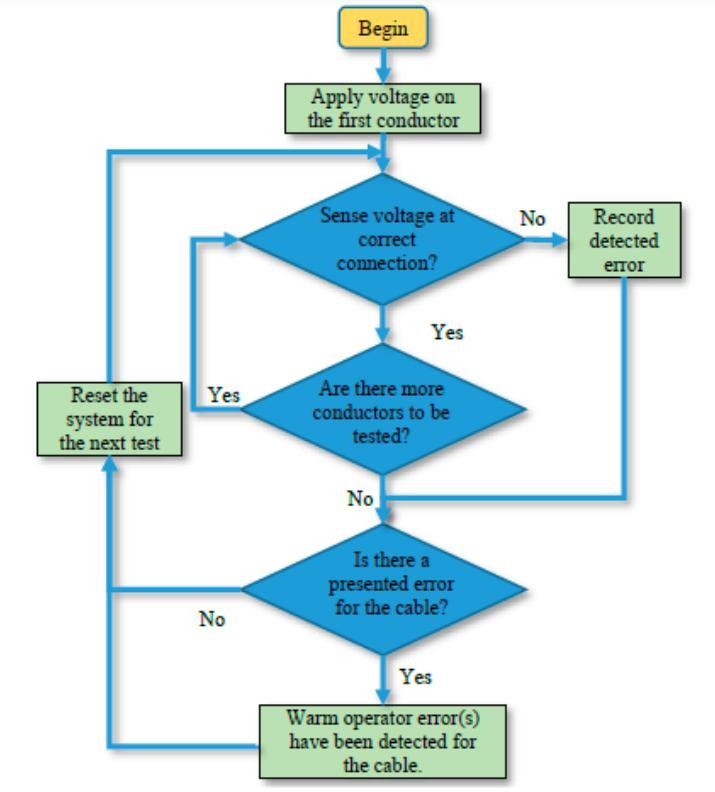 Begin
Apply voltage on
the first conductor
Sense voltage at
correct
connection?
No
Record
detected
error
Yes
Are there more
conductors to be
tested?
Yes
Reset the
system for
the next test
No
Is there a
presented error
for the cable?
No
Yes
Warm operator error(s)
have been detected for
the cable.